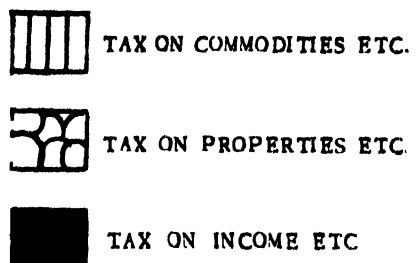 TAX ON COMMODITIES ETC.
TAX ON PROPERTIES ETC.
TAX ON INCOME ETC